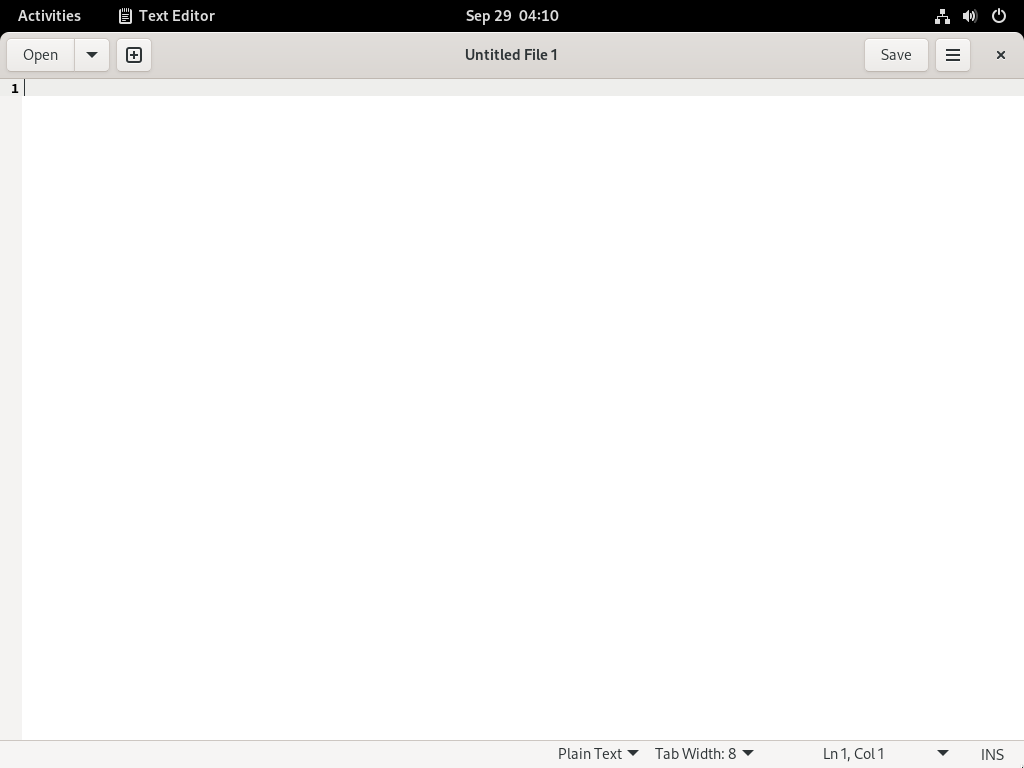 Activities Text Editor Sep 29 04:10
Open Untitled File 1 Save
1
Plain Text Tab Width: 8 Ln 1, Col 1 INS